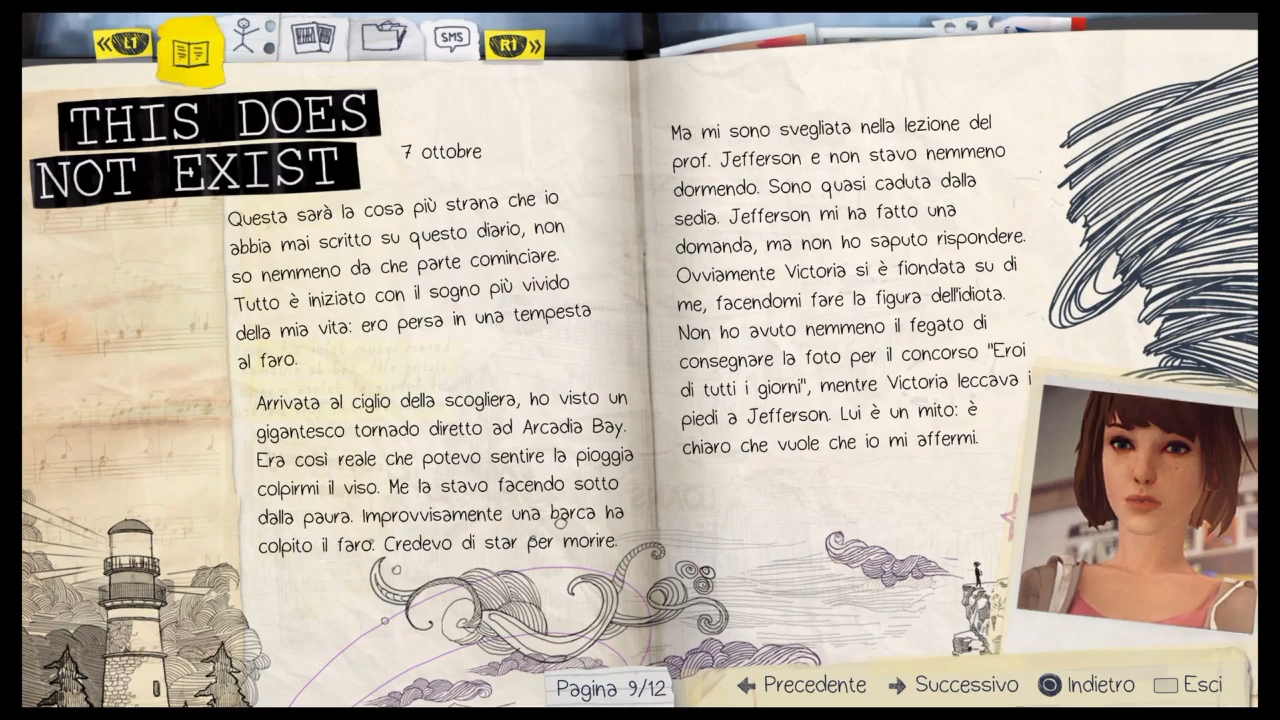 L1
SMS
R1
THIS DOES
NOT EXIST
7 ottobre
Questa sarà la cosa più strana che io
abbia mai scritto su questo diario, non
so nemmeno da che parte cominciare.
Tutto è iniziato con il sogno più vivido
della mia vita: ero persa in una tempesta
al faro.
Arrivata al ciglio della scogliera, ho visto un
gigantesco tornado diretto ad Arcadia Bay.
Era così reale che potevo sentire la pioggia
colpirmi il viso. Me la stavo facendo sotto
dalla paura. Improvvisamente una barca ha
colpito il faro. Credevo di star per morire.
Ma mi sono svegliata nella lezione del
prof. Jefferson e non stavo nemmeno
dormendo. Sono quasi caduta dalla
sedia. Jefferson mi ha fatto una
domanda, ma non ho saputo rispondere.
Ovviamente Victoria si è fiondata su di
me, facendomi fare la figura dell'idiota.
Non ho avuto nemmeno il fegato di
consegnare la foto per il concorso "Eroi
di tutti i giorni", mentre Victoria leccava i
piedi a Jefferson. Lui è un mito: è
chiaro che vuole che io mi affermi.
Pagina 9/12
Precedente
Successivo
Indietro
Esci